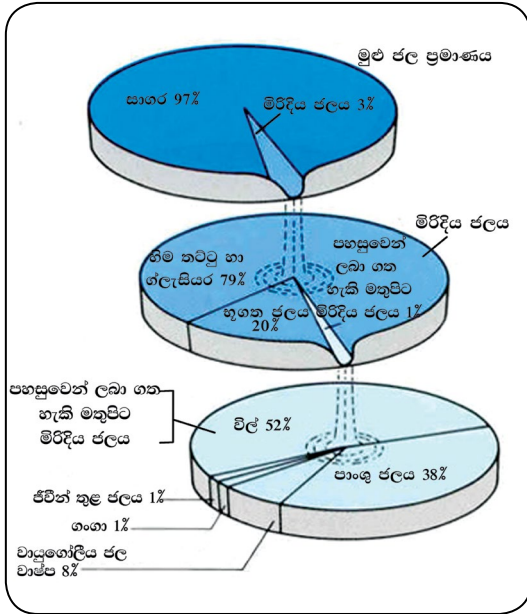 මුළු ජල ප්‍රමාණය
සාගර 97%
මිරිදිය ජලය 3%
මිරිදිය ජලය
හිම තට්ටු හා
ග්ලැසියර 79%
පහසුවෙන්
ලබා ගත
හැකි මතුපිට
මිරිදිය ජලය 1%
භූගත ජලය
20%
පහසුවෙන් ලබා ගත
හැකි මතුපිට
මිරිදිය ජලය
විල් 52%
පාංශු ජලය 38%
ජීවීන් තුළ ජලය 1%
ගංගා 1%
වායුගෝලීය ජල
වාෂ්ප 8%